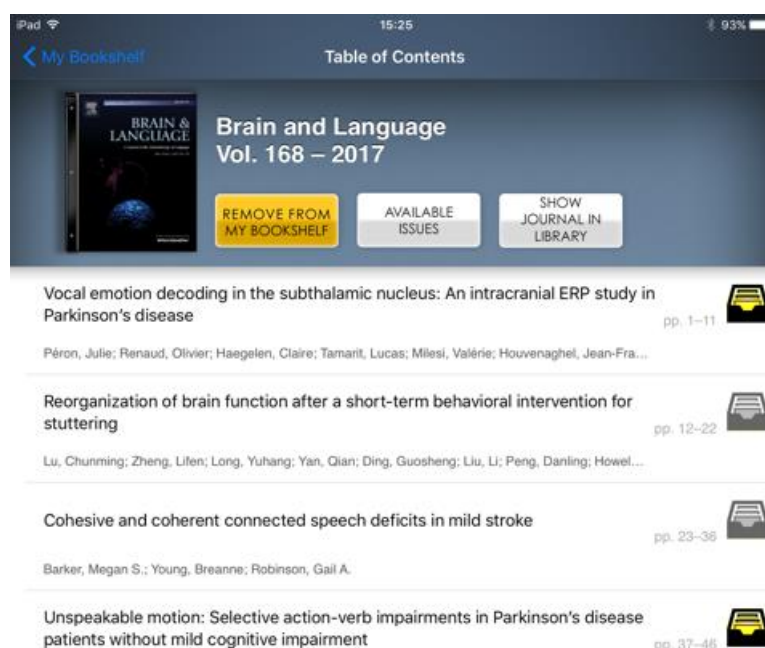 iPad 15:25 93%
My Bookshelf Table of Contents
BRAIN &
LANGUAGE
Brain and Language
Vol. 168 – 2017
REMOVE FROM
MY BOOKSHELF
AVAILABLE
ISSUES
SHOW
JOURNAL IN
LIBRARY
Vocal emotion decoding in the subthalamic nucleus: An intracranial ERP study in
Parkinson's disease
pp. 1–11
Péron, Julie; Renaud, Olivier; Haegelen, Claire; Tamarit, Lucas; Milesi, Valérie; Houvenaghel, Jean-Fra...
Reorganization of brain function after a short-term behavioral intervention for
stuttering
pp. 12–22
Lu, Chunming; Zheng, Lifen; Long, Yuhang; Yan, Qian; Ding, Guosheng; Liu, Li; Peng, Danling; Howel...
Cohesive and coherent connected speech deficits in mild stroke
pp. 23–36
Barker, Megan S.; Young, Breanne; Robinson, Gail A.
Unspeakable motion: Selective action-verb impairments in Parkinson's disease
patients without mild cognitive impairment
pp. 37–46